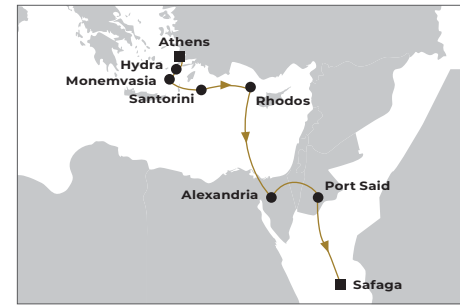 Athens
Hydra
Monemvasia
Santorini
Rhodos
Alexandria
Port Said
Safaga